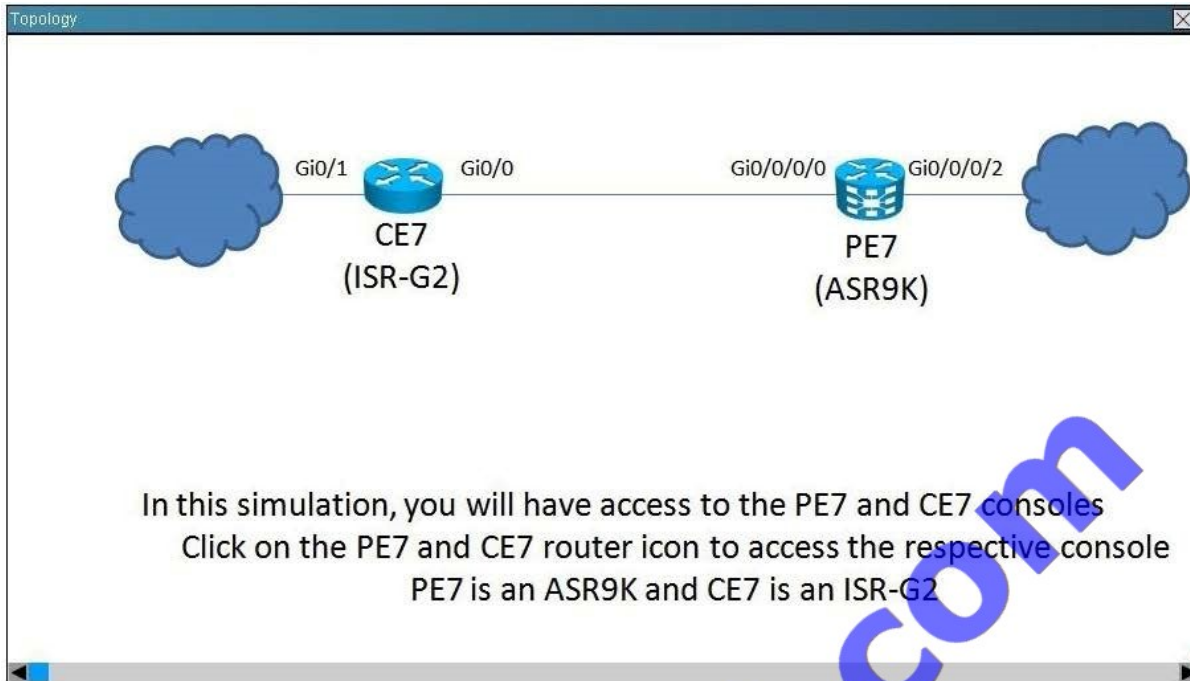 Topology
Gi0/1
Gi0/0
Gi0/0/0/0
Gi0/0/0/2
CE7
(ISR-G2)
PE7
(ASR9K)
In this simulation, you will have access to the PE7 and CE7 consoles
Click on the PE7 and CE7 router icon to access the respective console
PE7 is an ASR9K and CE7 is an ISR-G2
com